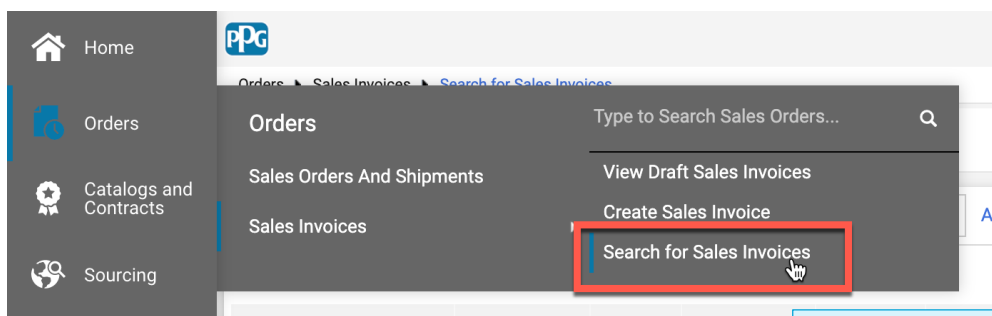 Home
PPG
Orders ▶ Sales Invoices ▶ Search for Sales Invoices
Orders
Orders
Type to Search Sales Orders...
Sales Orders And Shipments
View Draft Sales Invoices
Catalogs and
Contracts
Sales Invoices
Create Sales Invoice
A
Search for Sales Invoices
Sourcing